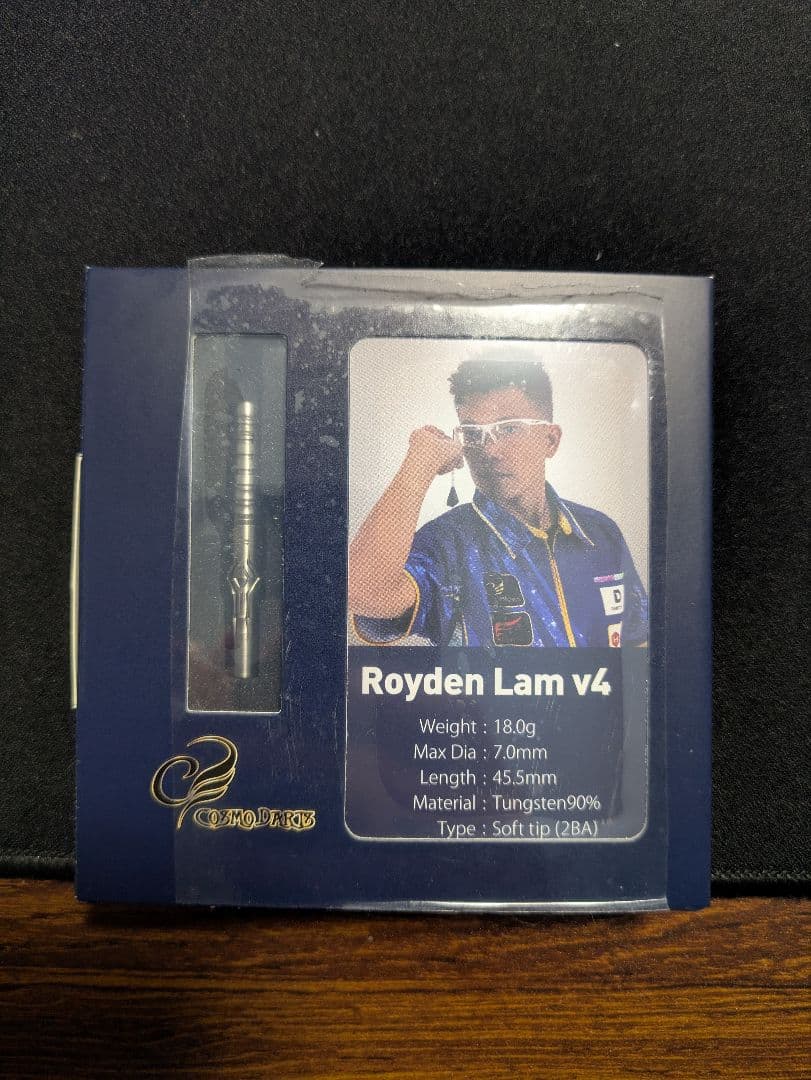 Royden Lam v4
Weight : 18.0g
Max Dia : 7.0mm
Length : 45.5mm
Material : Tungsten90%
Type : Soft tip (2BA)
COSMO DARTS
D